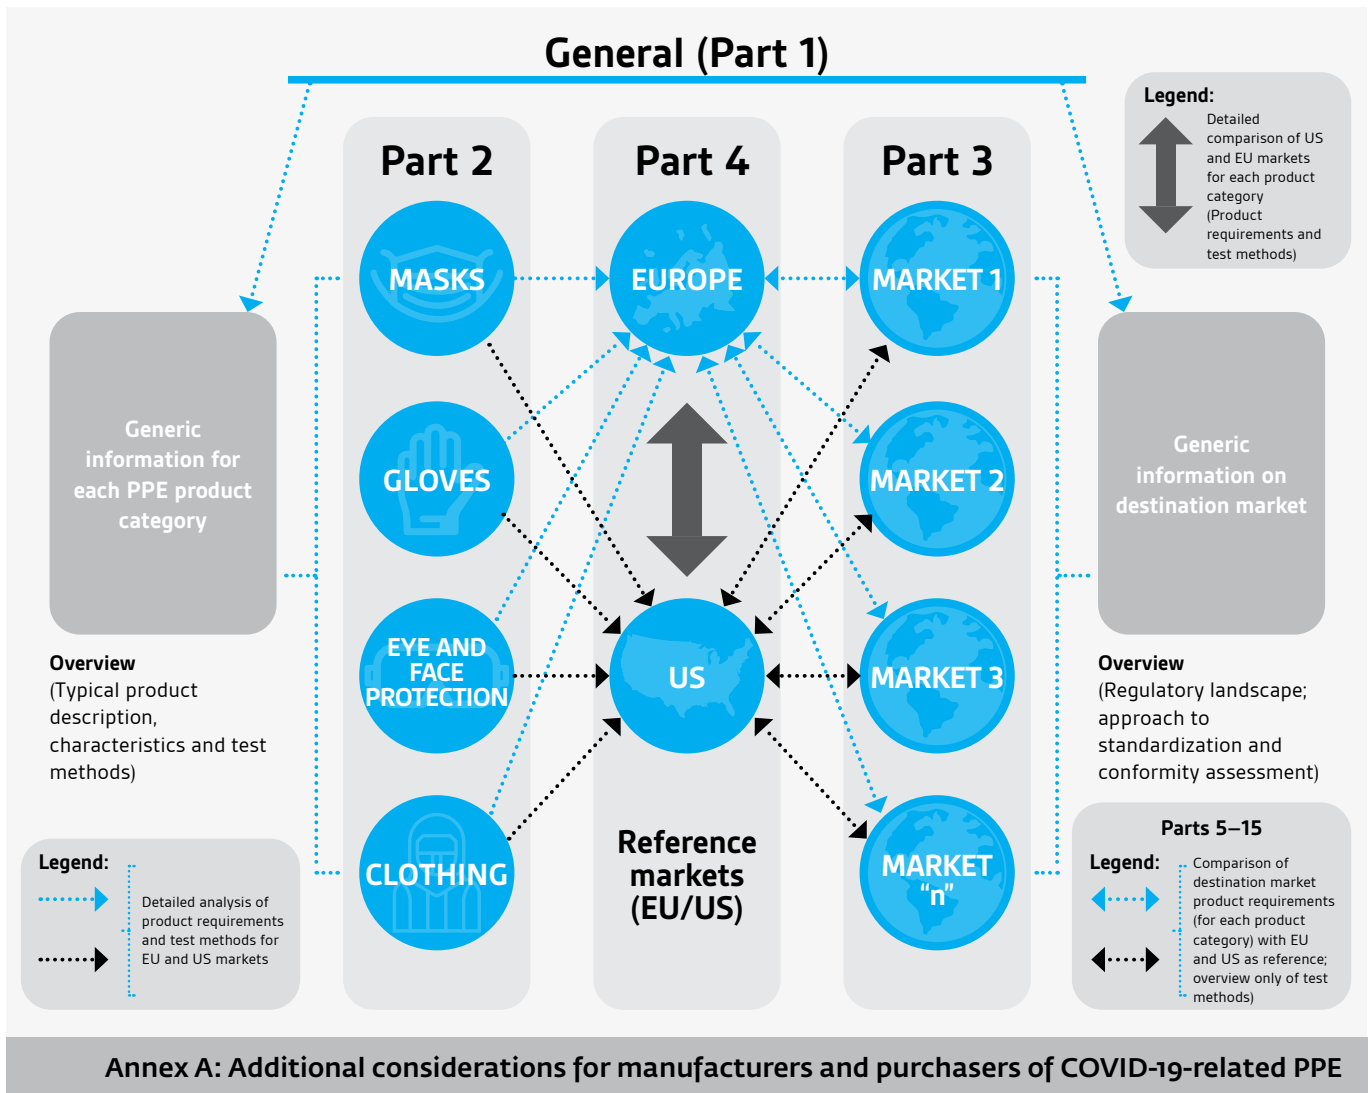 General (Part 1)
Legend:
Detailed
comparison of US
and EU markets
for each product
category
(Product
requirements and
test methods)
Part 2
Part 4
Part 3
MASKS
EUROPE
MARKET 1
Generic
information for
each PPE product
category
GLOVES
MARKET 2
Generic
information on
destination market
EYE AND
FACE
PROTECTION
US
MARKET 3
Overview
(Typical product
description,
characteristics and test
methods)
Overview
(Regulatory landscape;
approach to
standardization and
conformity assessment)
CLOTHING
Reference
markets
(EU/US)
MARKET
“n”
Legend:
Detailed analysis of
product requirements
and test methods for
EU and US markets
Parts 5–15
Legend:
Comparison of
destination market
product requirements
(for each product
category) with EU
and US as reference;
overview only of test
methods)
Annex A: Additional considerations for manufacturers and purchasers of COVID-19-related PPE